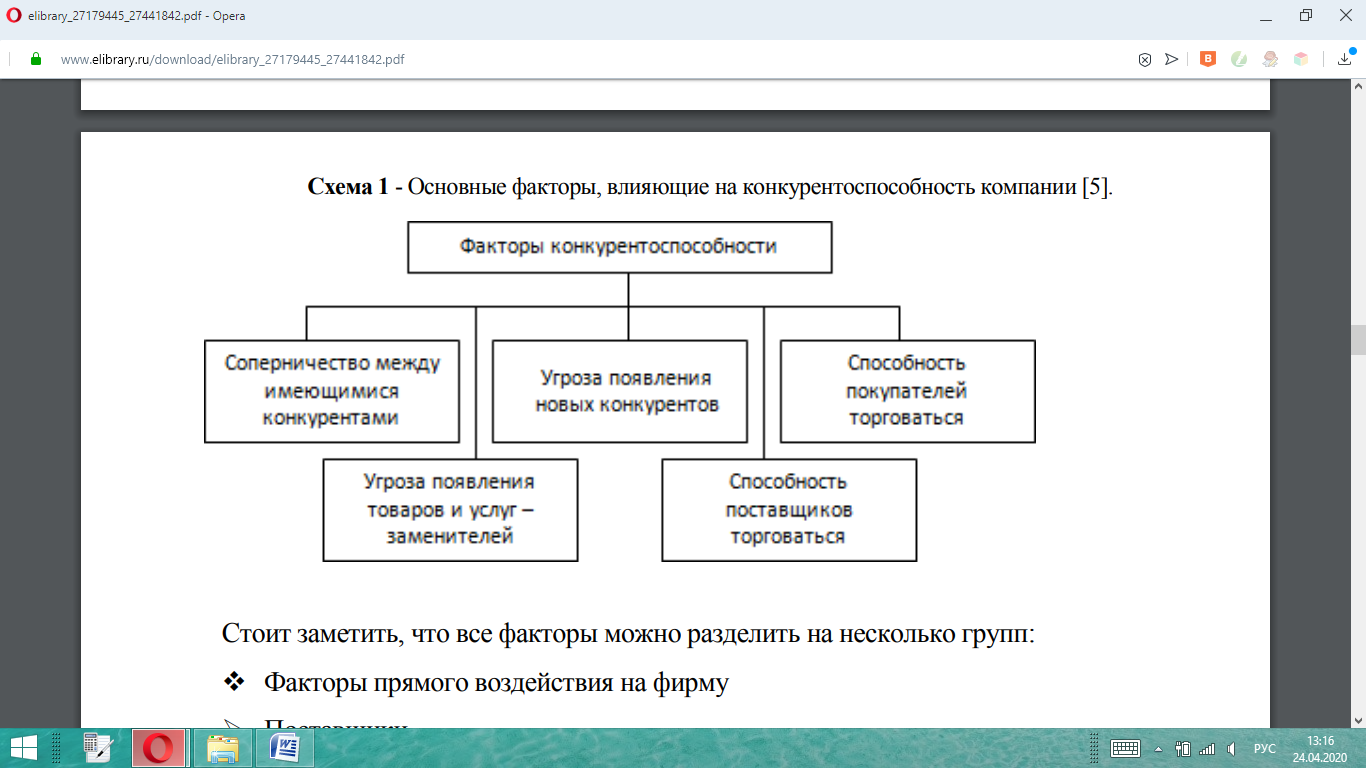 elibrary_27179445_27441842.pdf - Opera
www.elibrary.ru/download/elibrary_27179445_27441842.pdf
Схема 1 - Основные факторы, влияющие на конкурентоспособность компании [5].
Факторы конкурентоспособности
Соперничество между
имеющимися
конкурентами
Угроза появления
новых конкурентов
Способность
покупателей
торговаться
Угроза появления
товаров и услуг –
заменителей
Способность
поставщиков
торговаться
Стоит заметить, что все факторы можно разделить на несколько групп:
❖ Факторы прямого воздействия на фирму
➢ Поставщики
РУС
13:16
24.04.2020